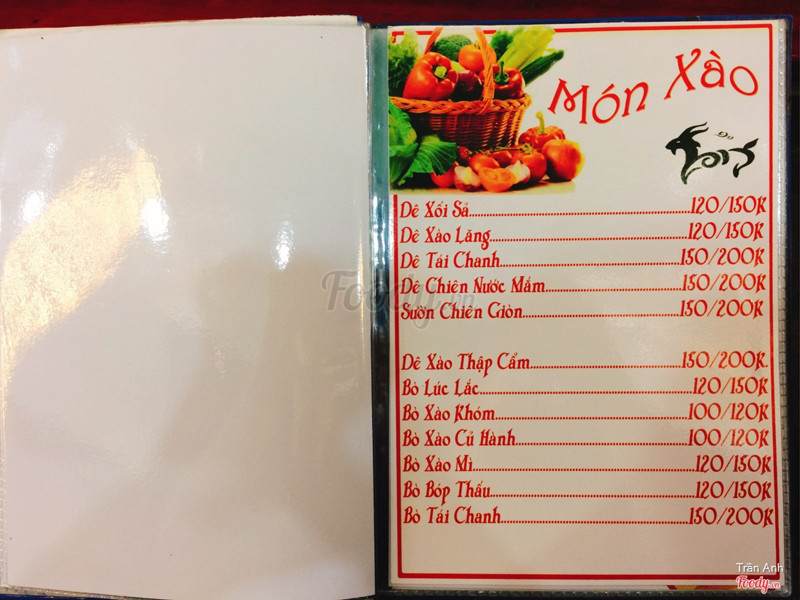 Món Xào
Dê Xổi Sả........120/150K
Dê Xào Lăng........120/150K
Dê Tái Chanh........150/200K
Dê Chiên Nước Mắm........150/200K
Sườn Chiên Giòn........150/200K
Dê Xào Thập Cẩm........150/200K
Bò Lúc Lắc........120/150K
Bò Xào Khóm........100/120K
Bò Xào Củ Hành........100/120K
Bò Xào Mì........120/150K
Bò Bóp Thấu........120/150K
Bò Tái Chanh........150/200K
Foody.vn
Trần Anh
Foody.vn